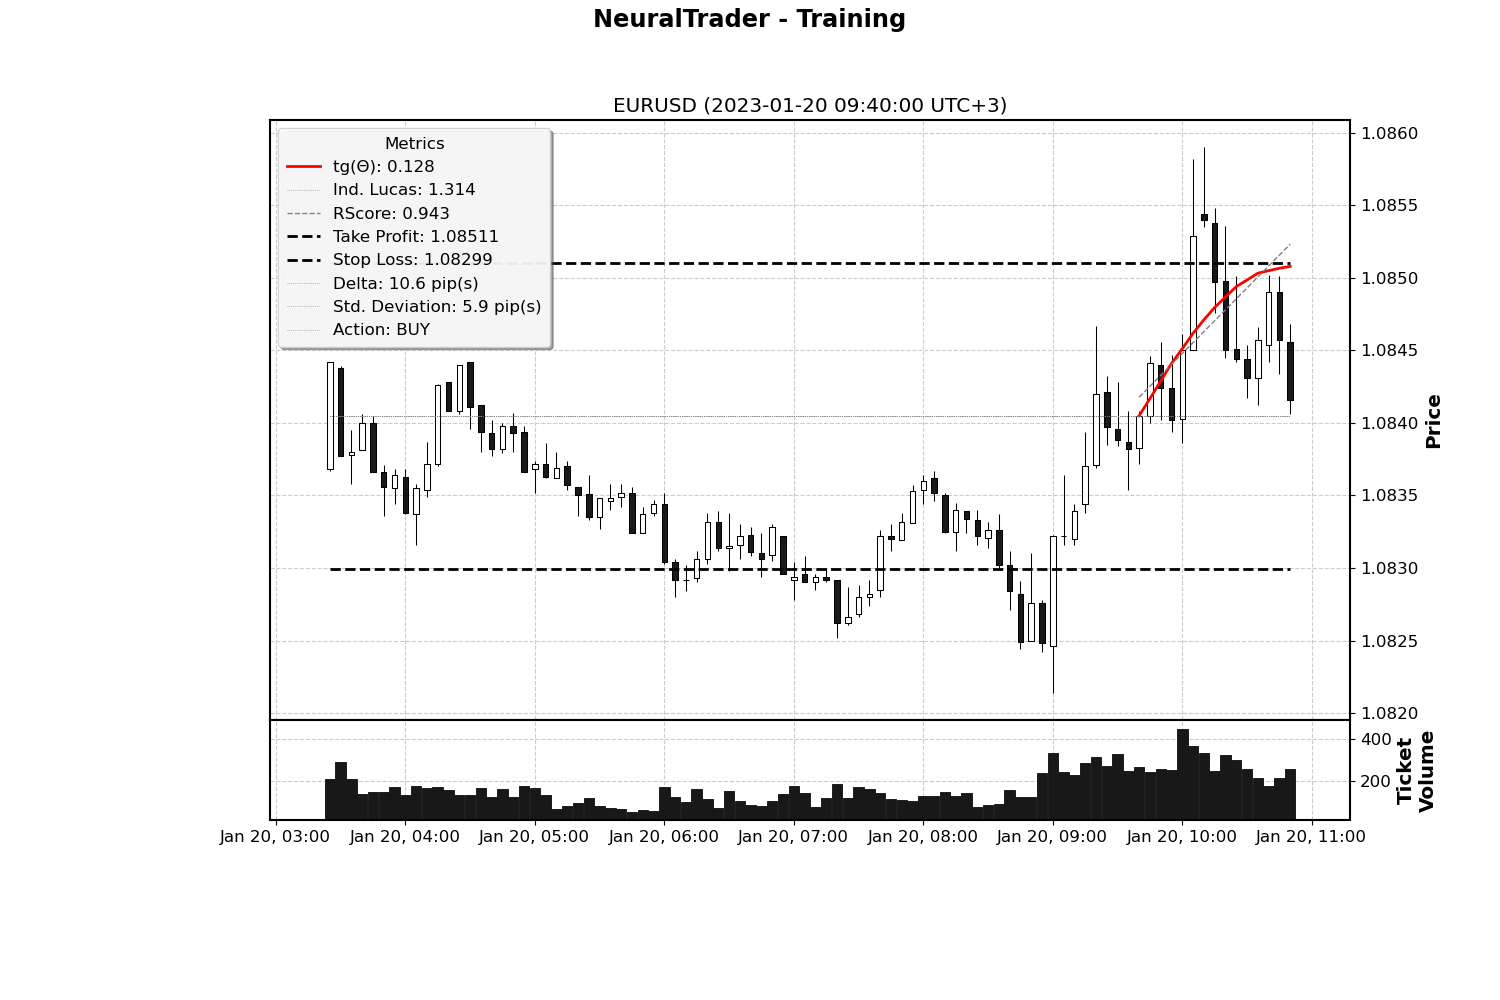 NeuralTrader - Training
EURUSD (2023-01-20 09:40:00 UTC+3)
Metrics
tg(Θ): 0.128
Ind. Lucas: 1.314
RScore: 0.943
Take Profit: 1.08511
Stop Loss: 1.08299
Delta: 10.6 pip(s)
Std. Deviation: 5.9 pip(s)
Action: BUY
1.0860
1.0855
1.0850
1.0845
1.0840
1.0835
1.0830
1.0825
1.0820
Price
400
200
Ticket
Volume
Jan 20, 03:00
Jan 20, 04:00
Jan 20, 05:00
Jan 20, 06:00
Jan 20, 07:00
Jan 20, 08:00
Jan 20, 09:00
Jan 20, 10:00
Jan 20, 11:00